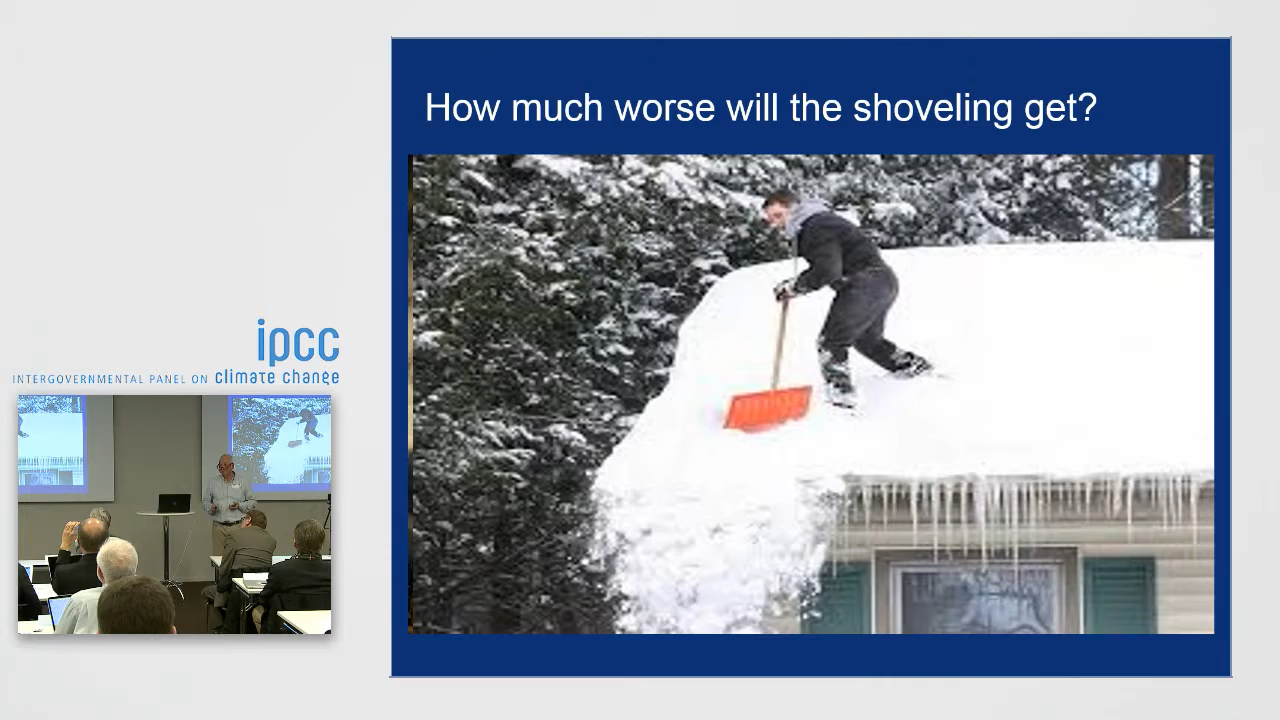 How much worse will the shoveling get?
ipcc
INTERGOVERNMENTAL PANEL ON climate change